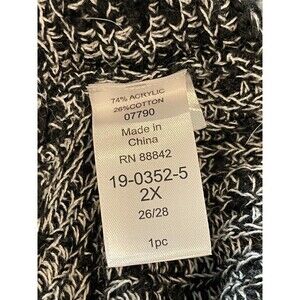 74% ACRYLIC
26%COTTON
07790
Made in
China
RN 88842
19-0352-5
2X
26/28
1pc